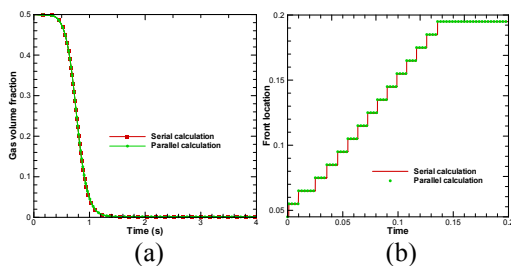 0.5
0.4
0.3
0.2
0.1
0
Gas volume fraction
Serial calculation
Parallel calculation
0 1 2 3 4
Time (s)
(a)
0.2
0.15
0.1
0.05
Front location
Serial calculation
Parallel calculation
0 0.05 0.1 0.15 0.2
Time
(b)